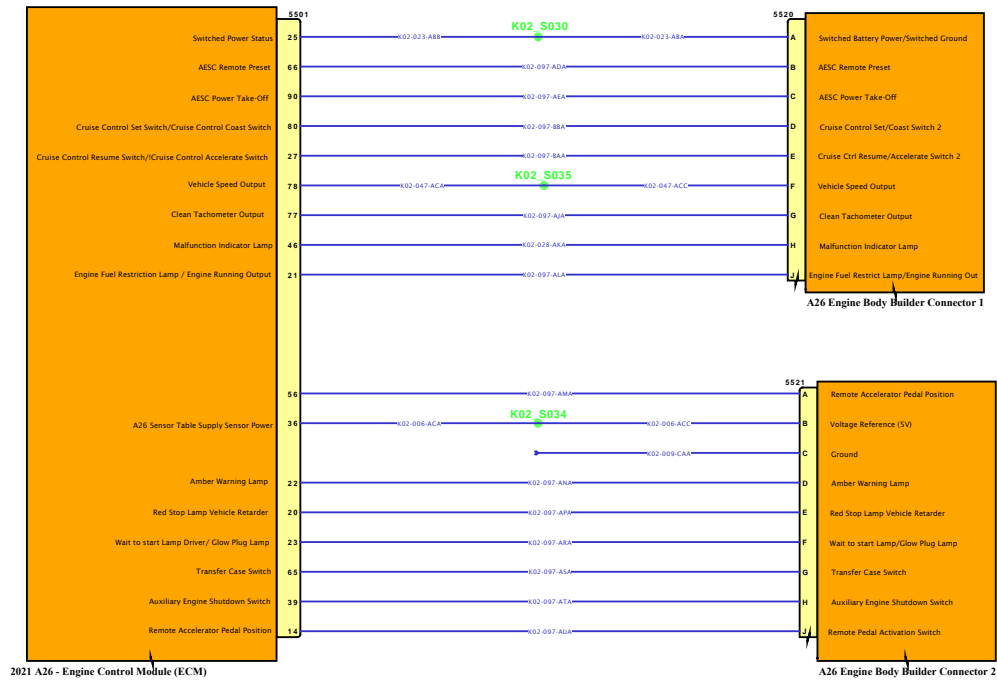 5501
5520
Switched Power Status 25 K02-023-ABB K02_S030 K02-023-ABA A Switched Battery Power/Switched Ground
AESC Remote Preset 66 K02-097-ADA B AESC Remote Preset
AESC Power Take-Off 90 K02-097-AEA C AESC Power Take-Off
Cruise Control Set Switch/Cruise Control Coast Switch 80 K02-097-BBA D Cruise Control Set/Coast Switch 2
Cruise Control Resume Switch/!Cruise Control Accelerate Switch 27 K02-097-BAA E Cruise Ctrl Resume/Accelerate Switch 2
Vehicle Speed Output 78 K02-047-ACA K02_S035 K02-047-ACC F Vehicle Speed Output
Clean Tachometer Output 77 K02-097-AJA G Clean Tachometer Output
Malfunction Indicator Lamp 46 K02-028-AKA H Malfunction Indicator Lamp
Engine Fuel Restriction Lamp / Engine Running Output 21 K02-097-ALA J Engine Fuel Restrict Lamp/Engine Running Out
A26 Engine Body Builder Connector 1
5521
56 K02-097-AMA A Remote Accelerator Pedal Position
A26 Sensor Table Supply Sensor Power 36 K02-006-ACA K02_S034 K02-006-ACC B Voltage Reference (5V)
K02-009-CAA C Ground
Amber Warning Lamp 22 K02-097-ANA D Amber Warning Lamp
Red Stop Lamp Vehicle Retarder 20 K02-097-APA E Red Stop Lamp Vehicle Retarder
Wait to start Lamp Driver/ Glow Plug Lamp 23 K02-097-ARA F Wait to start Lamp/Glow Plug Lamp
Transfer Case Switch 65 K02-097-ASA G Transfer Case Switch
Auxiliary Engine Shutdown Switch 39 K02-097-ATA H Auxiliary Engine Shutdown Switch
Remote Accelerator Pedal Position 14 K02-097-AUA J Remote Pedal Activation Switch
2021 A26 - Engine Control Module (ECM)
A26 Engine Body Builder Connector 2